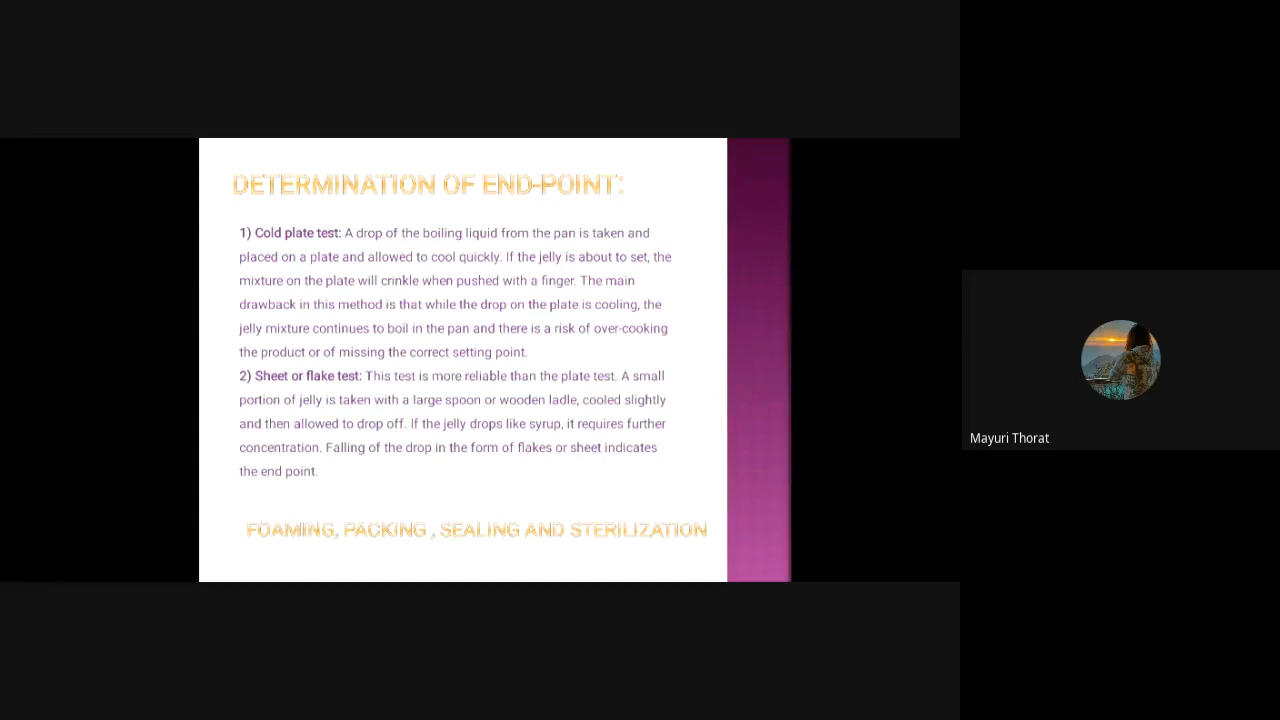 DETERMINATION OF END-POINT:
1) Cold plate test: A drop of the boiling liquid from the pan is taken and
placed on a plate and allowed to cool quickly. If the jelly is about to set, the
mixture on the plate will crinkle when pushed with a finger. The main
drawback in this method is that while the drop on the plate is cooling, the
jelly mixture continues to boil in the pan and there is a risk of over-cooking
the product or of missing the correct setting point.
2) Sheet or flake test: This test is more reliable than the plate test. A small
portion of jelly is taken with a large spoon or wooden ladle, cooled slightly
and then allowed to drop off. If the jelly drops like syrup, it requires further
concentration. Falling of the drop in the form of flakes or sheet indicates
the end point.
FOAMING, PACKING , SEALING AND STERILIZATION
Mayuri Thorat